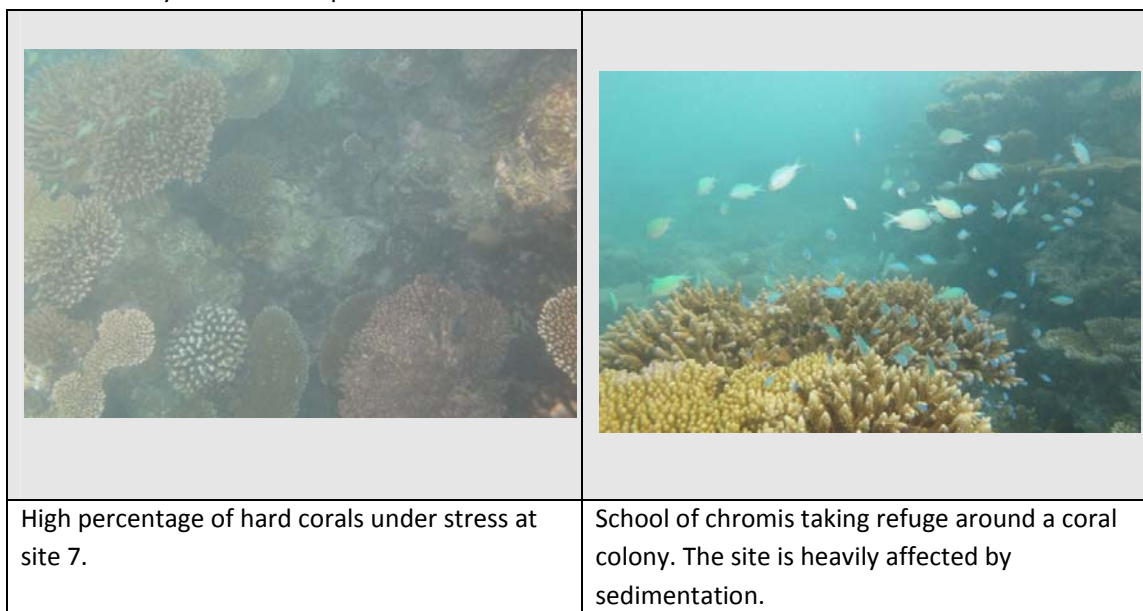 High percentage of hard corals under stress at
site 7.
School of chromis taking refuge around a coral
colony. The site is heavily affected by
sedimentation.